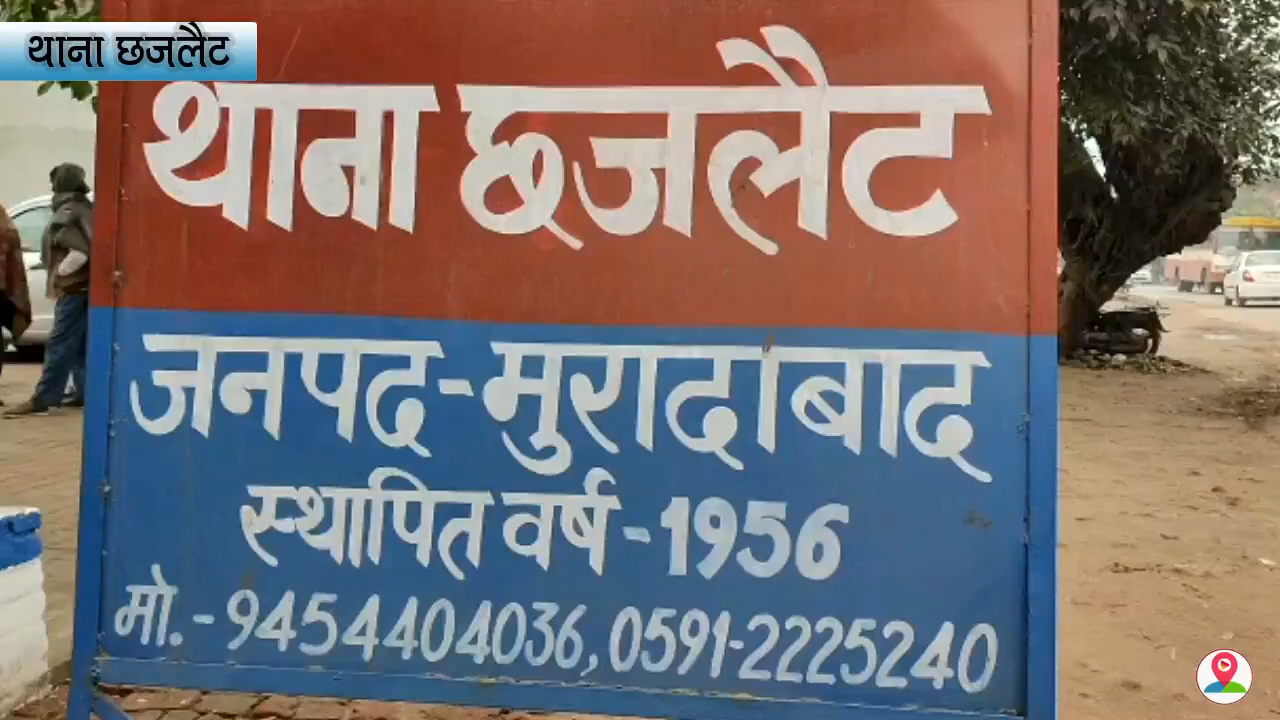 थाना छजलैट
थाना छजलैट
जनपद-मुरादाबाद
स्थापित वर्ष-1956
मो.-9454404036, 0591-2225240